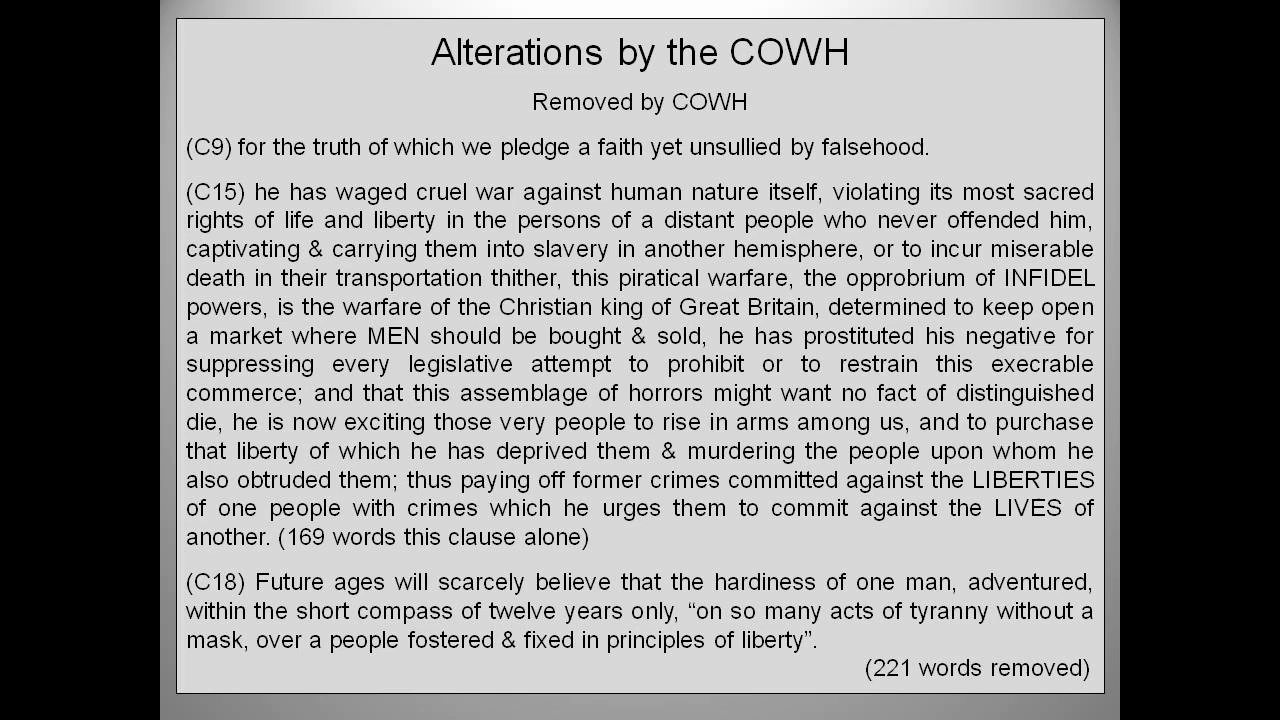 Alterations by the COWH
Removed by COWH
(C9) for the truth of which we pledge a faith yet unsullied by falsehood.
(C15) he has waged cruel war against human nature itself, violating its most sacred
rights of life and liberty in the persons of a distant people who never offended him,
captivating & carrying them into slavery in another hemisphere, or to incur miserable
death in their transportation thither, this piratical warfare, the opprobrium of INFIDEL
powers, is the warfare of the Christian king of Great Britain, determined to keep open
a market where MEN should be bought & sold, he has prostituted his negative for
suppressing every legislative attempt to prohibit or to restrain this execrable
commerce; and that this assemblage of horrors might want no fact of distinguished
die, he is now exciting those very people to rise in arms among us, and to purchase
that liberty of which he has deprived them & murdering the people upon whom he
also obtruded them; thus paying off former crimes committed against the LIBERTIES
of one people with crimes which he urges them to commit against the LIVES of
another. (169 words this clause alone)
(C18) Future ages will scarcely believe that the hardiness of one man, adventured,
within the short compass of twelve years only, “on so many acts of tyranny without a
mask, over a people fostered & fixed in principles of liberty”.
(221 words removed)